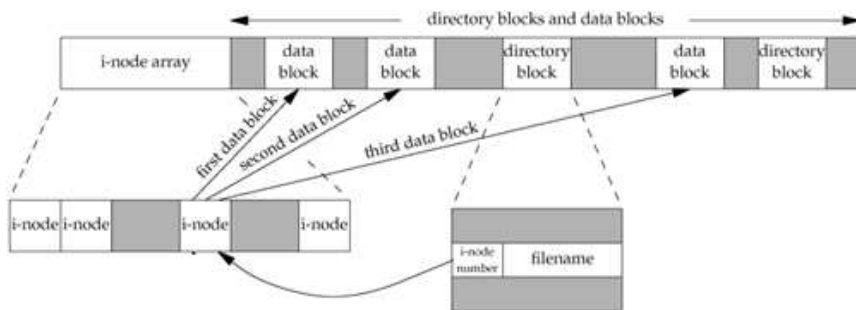 directory blocks and data blocks
i-node array
data
block
data
block
directory
block
data
block
directory
block
first data block
second data block
third data block
i-node
i-node
i-node
i-node
i-node
number
filename